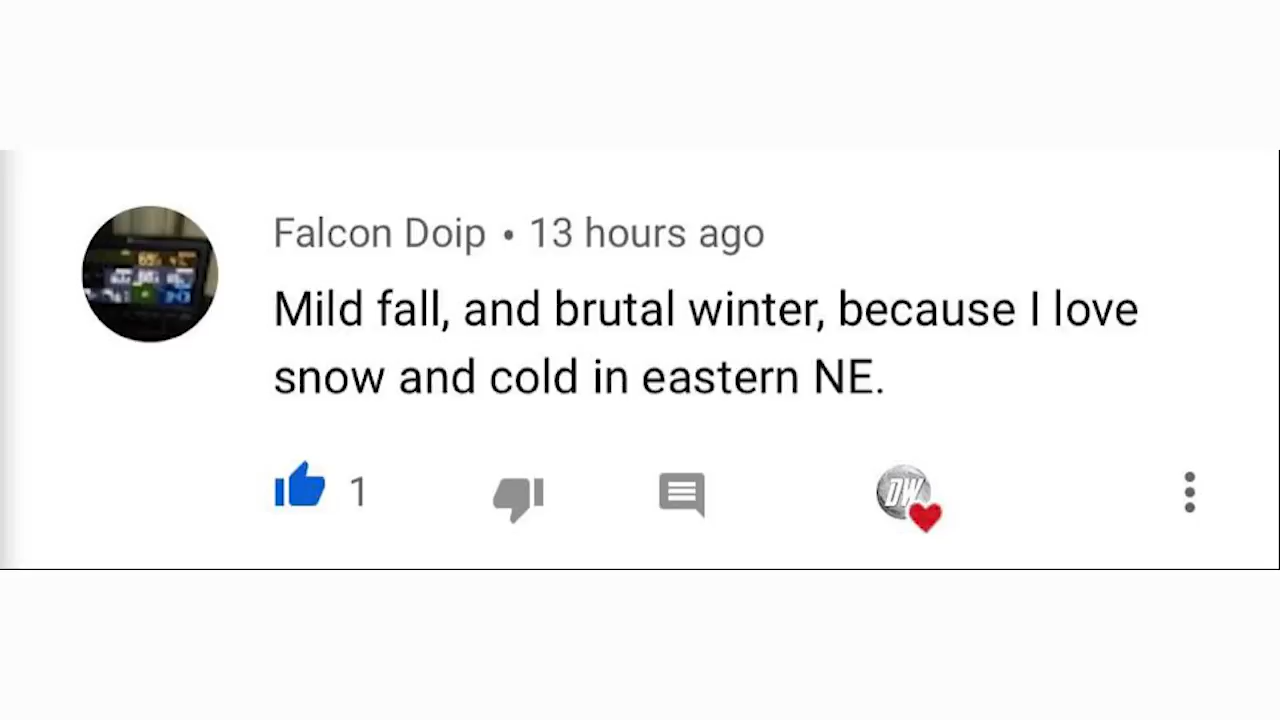 Falcon Doip • 13 hours ago
Mild fall, and brutal winter, because I love
snow and cold in eastern NE.
1
DW